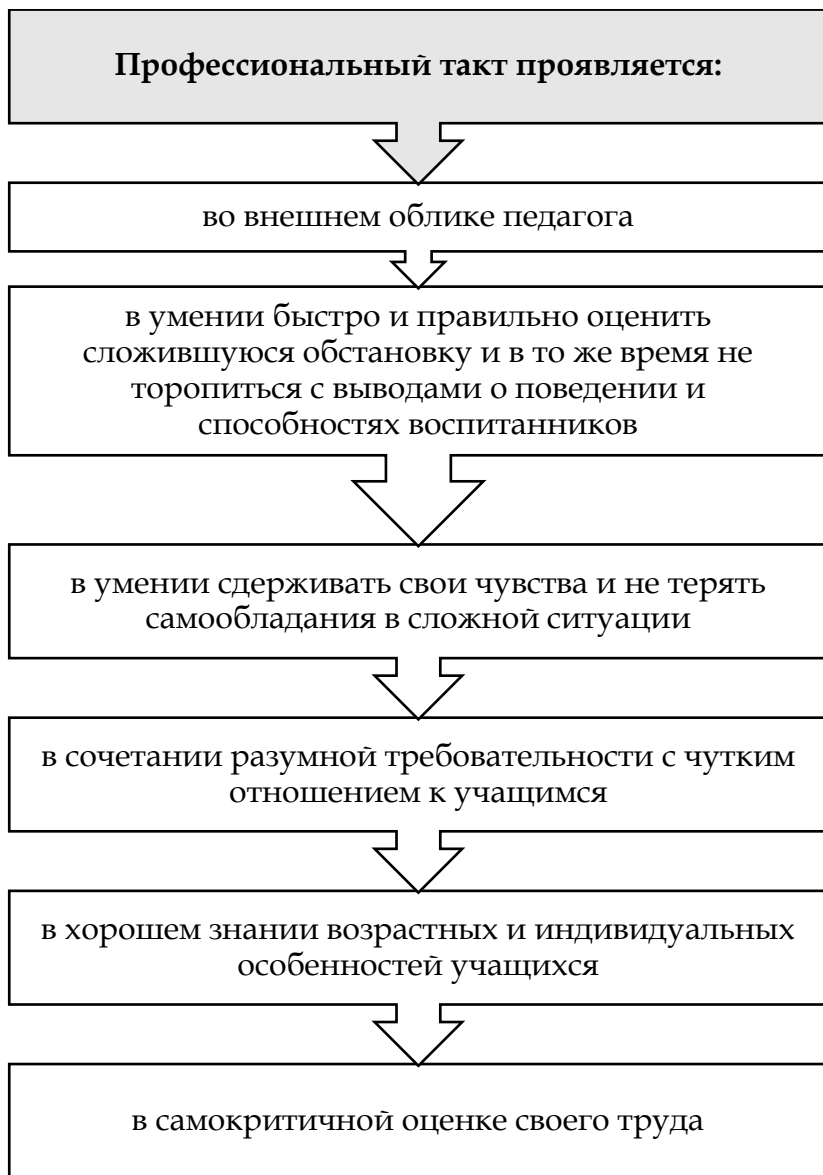 Профессиональный такт проявляется:
во внешнем облике педагога
в умении быстро и правильно оценить
сложившуюся обстановку и в то же время не
торопиться с выводами о поведении и
способностях воспитанников
в умении сдерживать свои чувства и не терять
самообладания в сложной ситуации
в сочетании разумной требовательности с чутким
отношением к учащимся
в хорошем знании возрастных и индивидуальных
особенностей учащихся
в самокритичной оценке своего труда